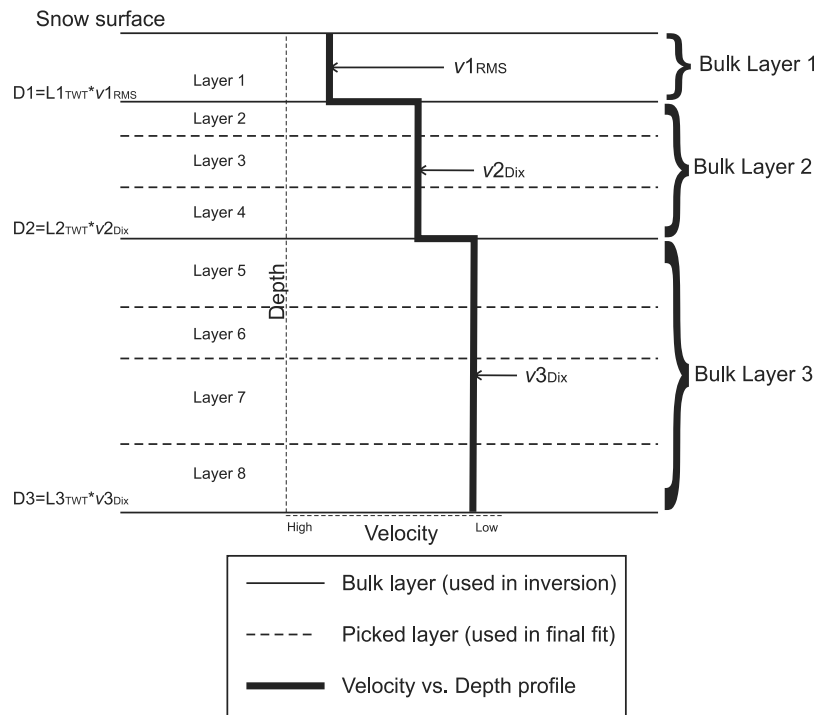 Snow surface
v1RMS
Bulk Layer 1
Layer 1
D1=L1TWT*v1RMS
Layer 2
Layer 3
v2Dix
Bulk Layer 2
Layer 4
D2=L2TWT*v2Dix
Layer 5
Depth
Layer 6
v3Dix
Bulk Layer 3
Layer 7
Layer 8
D3=L3TWT*v3Dix
High
Velocity
Low
Bulk layer (used in inversion)
Picked layer (used in final fit)
Velocity vs. Depth profile